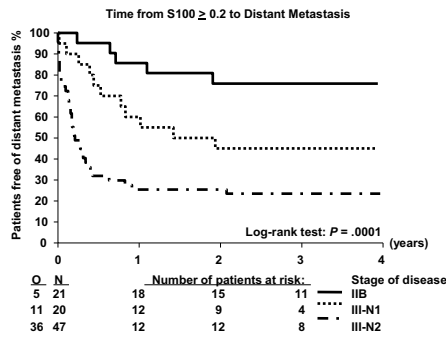 Time from S100 ≥ 0.2 to Distant Metastasis
Patients free of distant metastasis %
100
90
80
70
60
50
40
30
20
10
0
Log-rank test: P = .0001
0 1 2 3 4 (years)
O N Number of patients at risk: Stage of disease
5 21 18 15 11 IIB
11 20 12 9 4 III-N1
36 47 12 12 8 III-N2